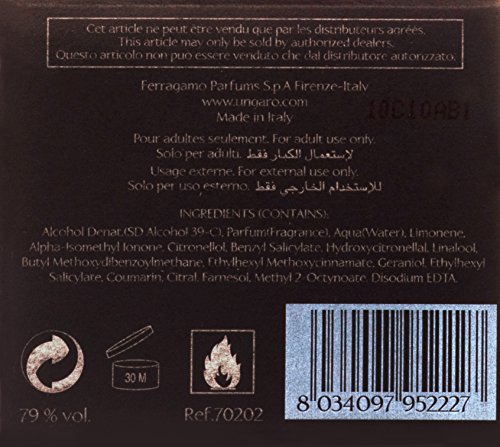 Cet article ne peut être vendu que par les distributeurs agréés.
This article may only be sold by authorized dealers.
Questo articolo non può essere venduto che dal distributore autorizzato.
Ferragamo Parfums S.p.A Firenze-Italy
www.ungaro.com
Made in Italy
Pour adultes seulement. For adult use only.
Solo per adulti. لإستعمال الكبار فقط
Usage externe. For external use only.
Solo per uso esterno. للإستخدام الخارجي فقط
INGREDIENTS (CONTAINS):
Alcohol Denat.(SD Alcohol 39-C), Parfum(Fragrance), Aqua(Water), Limonene,
Alpha-Isomethyl Ionone, Citronellol, Benzyl Salicylate, Hydroxycitronellal, Linalool,
Butyl Methoxydibenzoylmethane, Ethylhexyl Methoxycinnamate, Geraniol, Ethylhexyl
Salicylate, Coumarin, Citral, Farnesol, Methyl 2-Octynoate, Disodium EDTA.
30 M
79 % vol.
Ref.70202
8 034097 952227